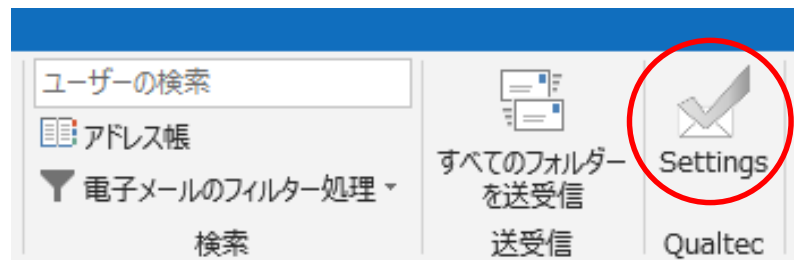 ユーザーの検索
アドレス帳
電子メールのフィルター処理
検索
すべてのフォルダー
を送受信
送受信
Settings
Qualtec